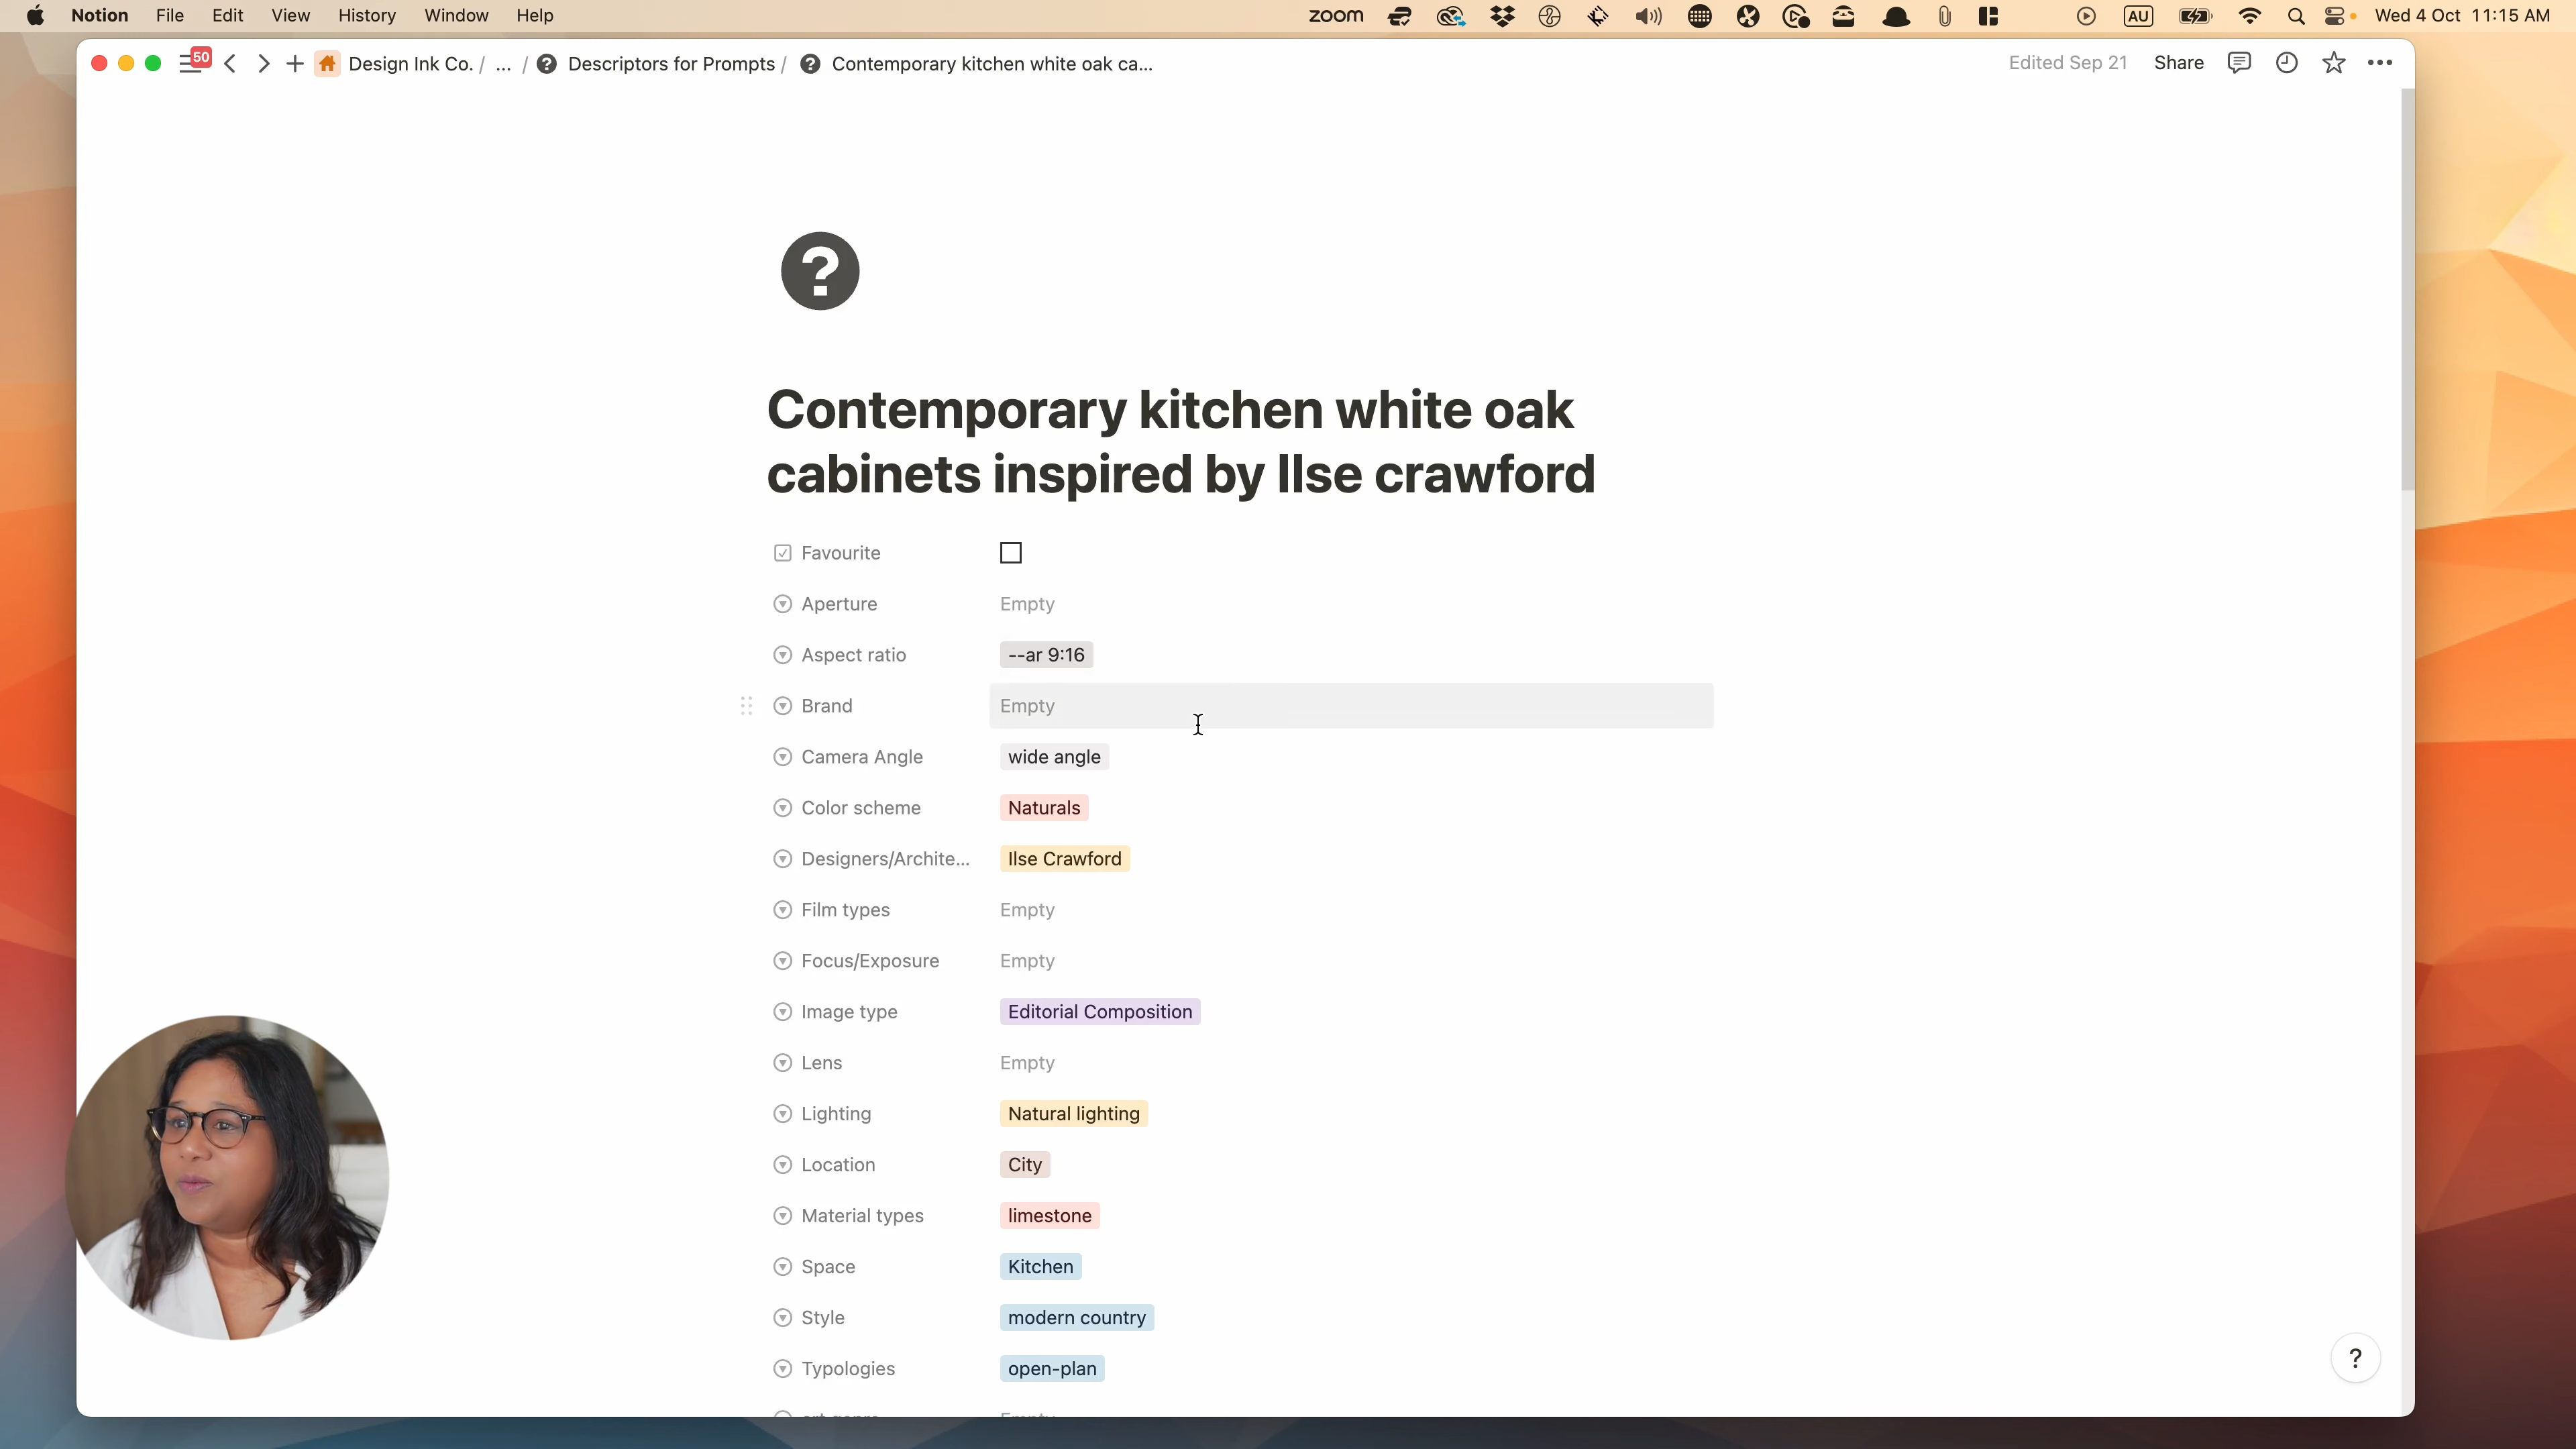 Notion File Edit View History Window Help zoom AU Wed 4 Oct 11:15 AM
50 Design Ink Co. / ... / Descriptors for Prompts / Contemporary kitchen white oak ca... Edited Sep 21 Share
Contemporary kitchen white oak
cabinets inspired by Ilse crawford
Favourite
Aperture Empty
Aspect ratio --ar 9:16
Brand Empty
Camera Angle wide angle
Color scheme Naturals
Designers/Archite... Ilse Crawford
Film types Empty
Focus/Exposure Empty
Image type Editorial Composition
Lens Empty
Lighting Natural lighting
Location City
Material types limestone
Space Kitchen
Style modern country
Typologies open-plan
?